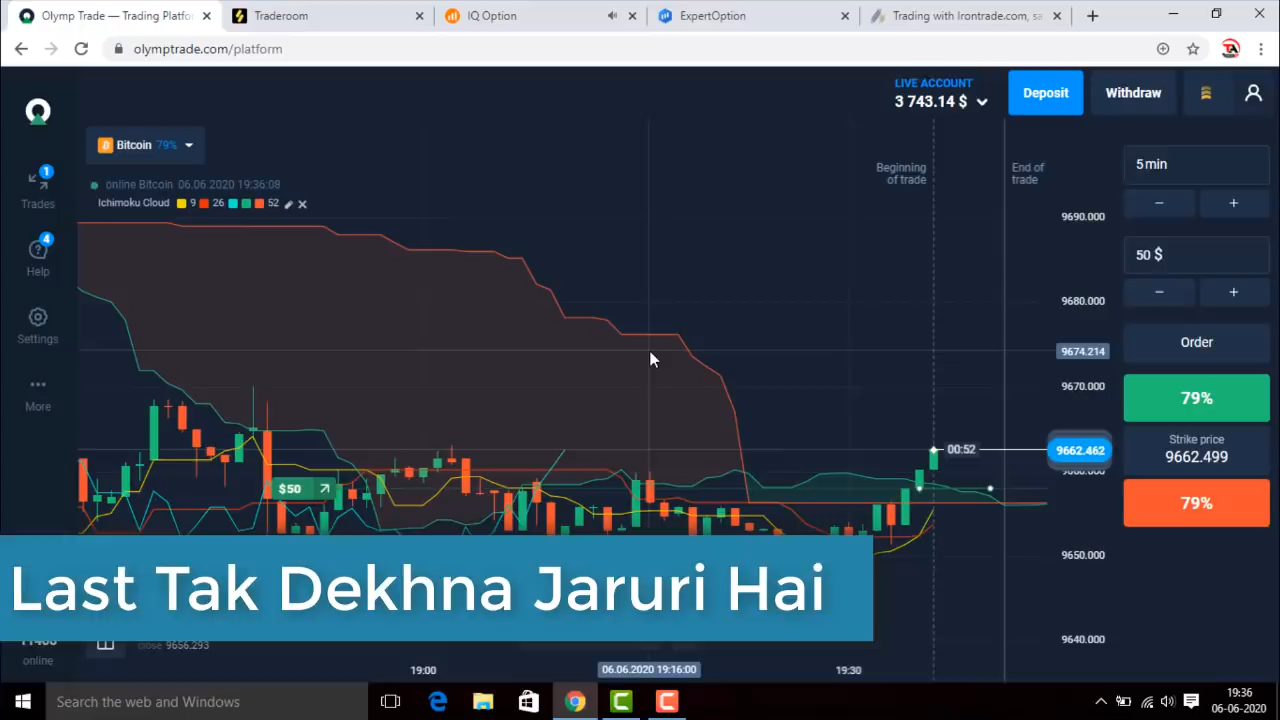 Olymp Trade — Trading Platfo
Traderoom
IQ Option
ExpertOption
Trading with Irontrade.com, sa
olymptrade.com/platform
LIVE ACCOUNT
3 743.14 $
Deposit
Withdraw
Bitcoin 79%
online Bitcoin 06.06.2020 19:36:08
Ichimoku Cloud 9 26 52
1
Trades
4
Help
Settings
More
online
Beginning
of trade
End of
trade
9690.000
9680.000
9674.214
9670.000
9662.462
9650.000
9640.000
00:52
$50
5 min
50 $
Order
79%
Strike price
9662.499
79%
Last Tak Dekhna Jaruri Hai
close 9656.293
19:00
06.06.2020 19:16:00
19:30
Search the web and Windows
19:36
06-06-2020